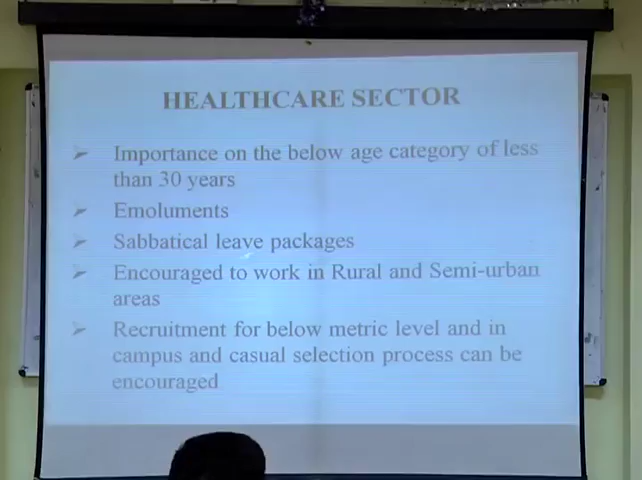 HEALTHCARE SECTOR
Importance on the below age category of less
than 30 years
Emoluments
Sabbatical leave packages
Encouraged to work in Rural and Semi-urban
areas
Recruitment for below metric level and in
campus and casual selection process can be
encouraged